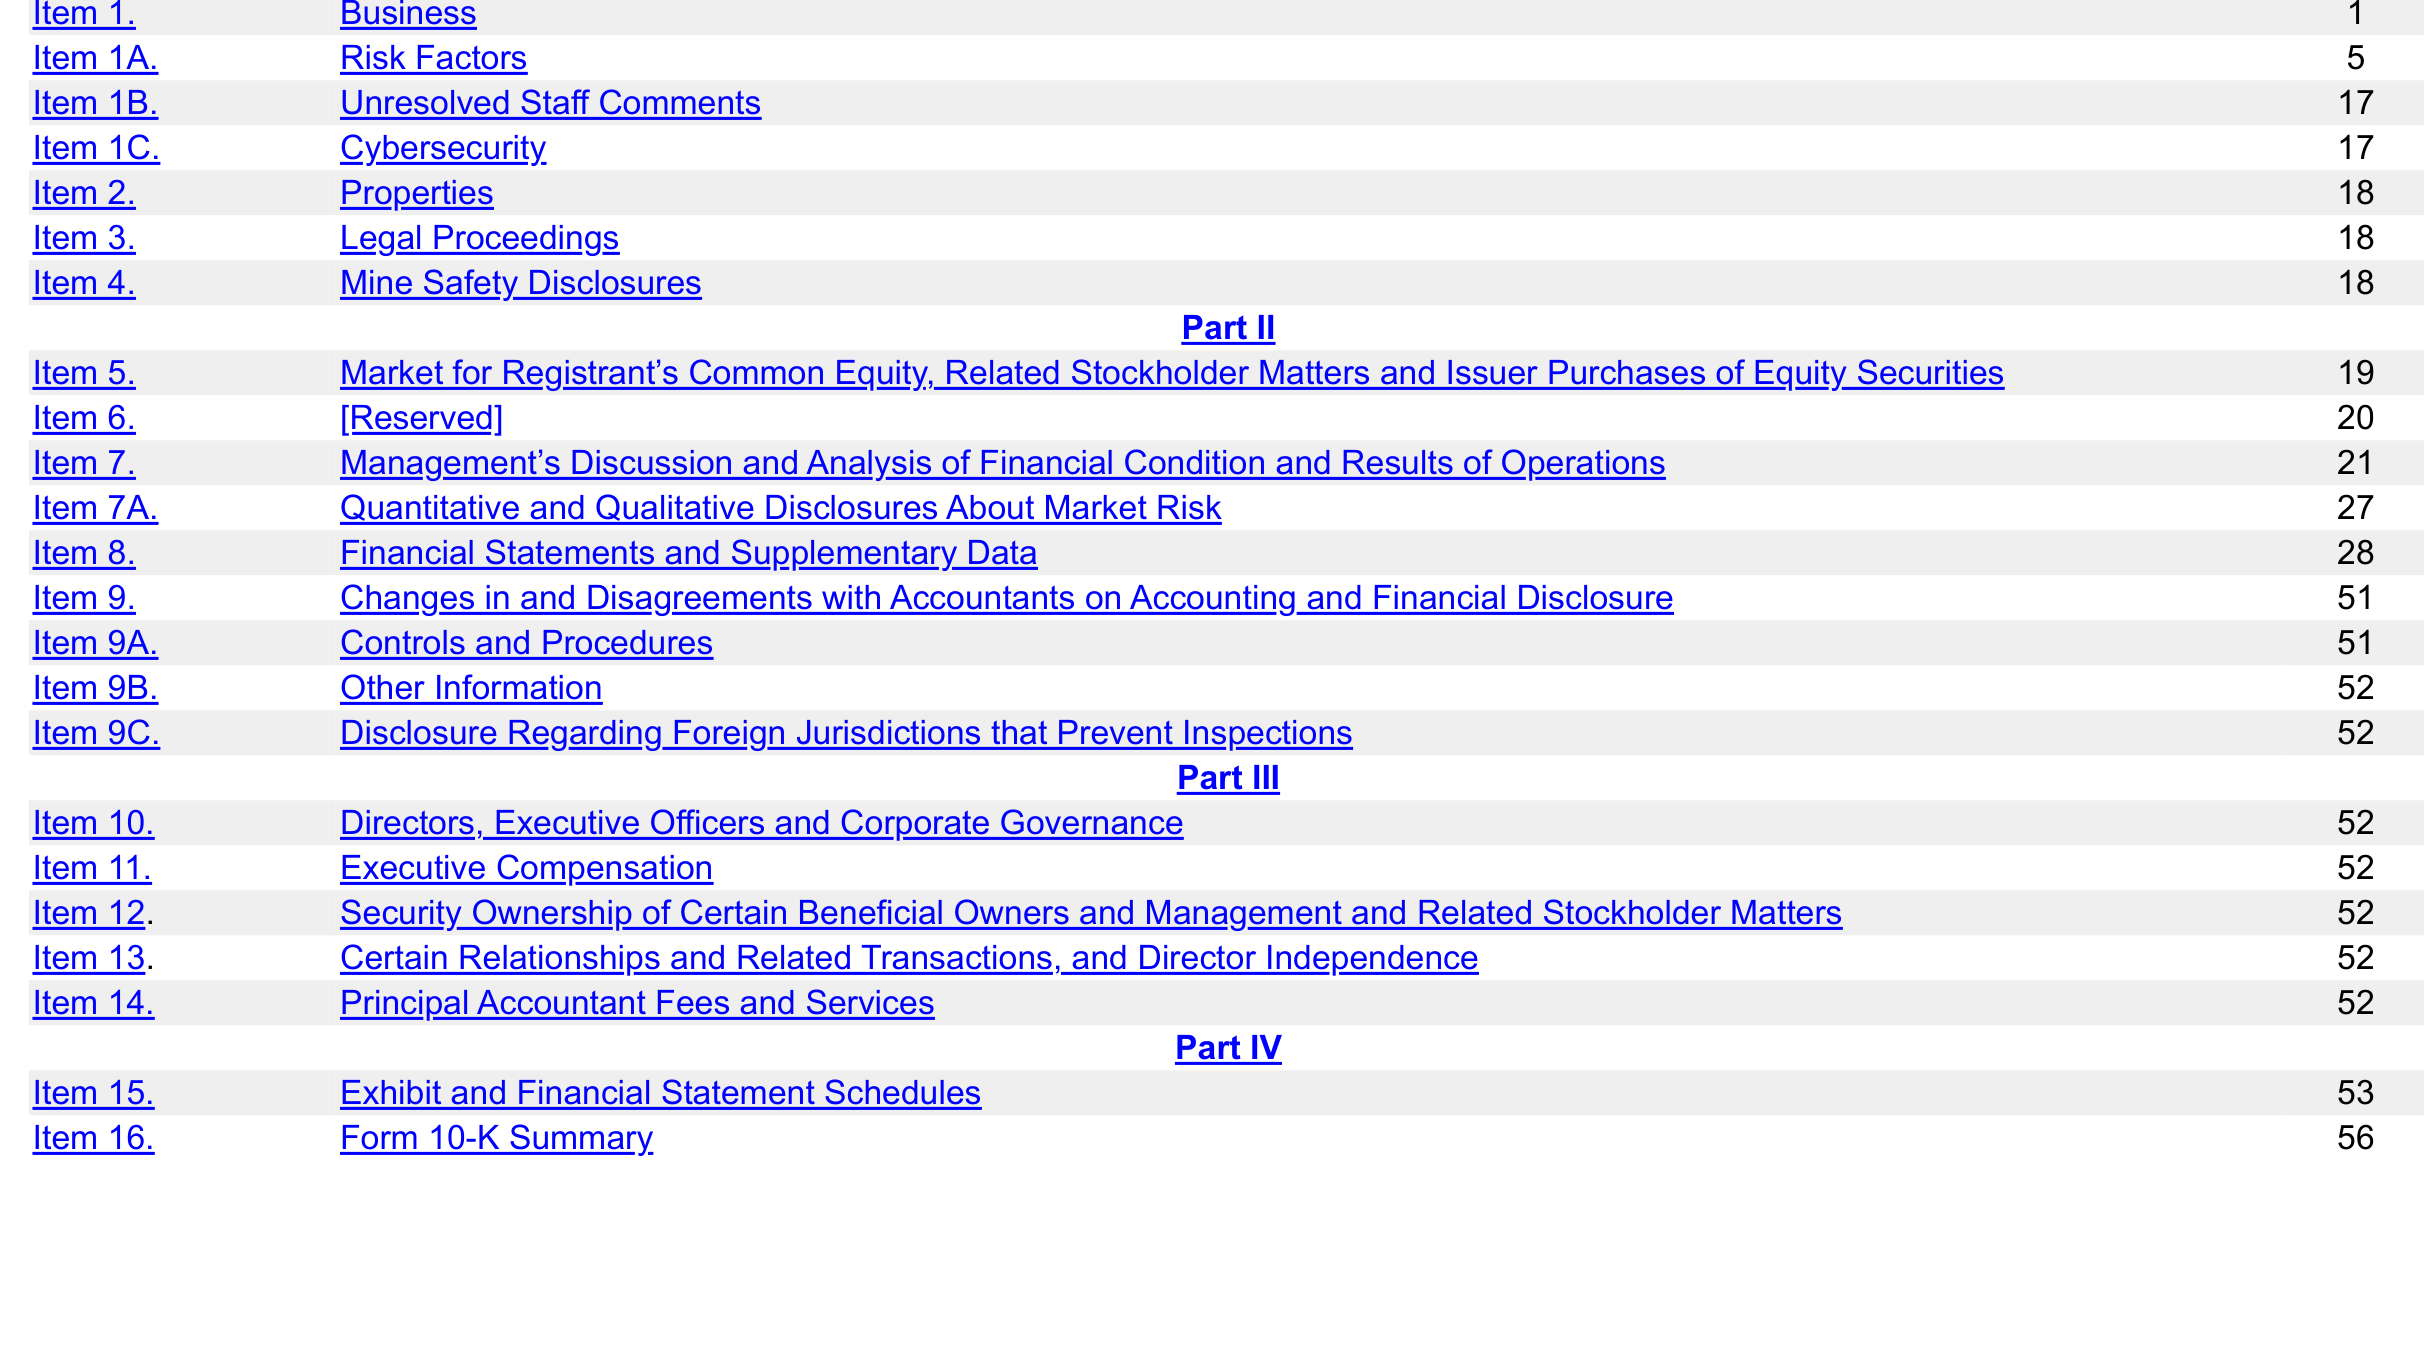 Item 1. Business 1
Item 1A. Risk Factors 5
Item 1B. Unresolved Staff Comments 17
Item 1C. Cybersecurity 17
Item 2. Properties 18
Item 3. Legal Proceedings 18
Item 4. Mine Safety Disclosures 18
Part II
Item 5. Market for Registrant’s Common Equity, Related Stockholder Matters and Issuer Purchases of Equity Securities 19
Item 6. [Reserved] 20
Item 7. Management’s Discussion and Analysis of Financial Condition and Results of Operations 21
Item 7A. Quantitative and Qualitative Disclosures About Market Risk 27
Item 8. Financial Statements and Supplementary Data 28
Item 9. Changes in and Disagreements with Accountants on Accounting and Financial Disclosure 51
Item 9A. Controls and Procedures 51
Item 9B. Other Information 52
Item 9C. Disclosure Regarding Foreign Jurisdictions that Prevent Inspections 52
Part III
Item 10. Directors, Executive Officers and Corporate Governance 52
Item 11. Executive Compensation 52
Item 12. Security Ownership of Certain Beneficial Owners and Management and Related Stockholder Matters 52
Item 13. Certain Relationships and Related Transactions, and Director Independence 52
Item 14. Principal Accountant Fees and Services 52
Part IV
Item 15. Exhibit and Financial Statement Schedules 53
Item 16. Form 10-K Summary 56